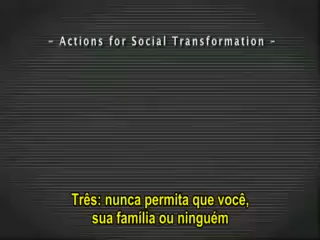 - Actions for Social Transformation -
Três: nunca permita que você,
sua família ou ninguém